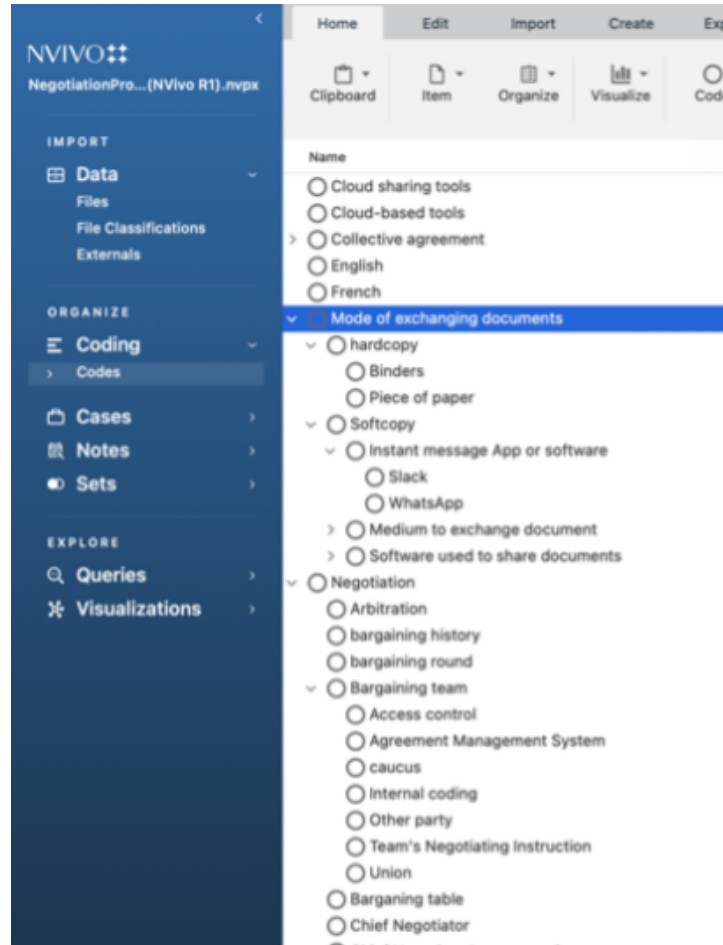 NVIVO
NegotiationPro...(NVivo R1).nvpx
IMPORT
Data
Files
File Classifications
Externals
ORGANIZE
Coding
Codes
Cases
Notes
Sets
EXPLORE
Queries
Visualizations
Home Edit Import Create Exp
Clipboard Item Organize Visualize Cod
Name
Cloud sharing tools
Cloud-based tools
Collective agreement
English
French
Mode of exchanging documents
hardcopy
Binders
Piece of paper
Softcopy
Instant message App or software
Slack
WhatsApp
Medium to exchange document
Software used to share documents
Negotiation
Arbitration
bargaining history
bargaining round
Bargaining team
Access control
Agreement Management System
caucus
Internal coding
Other party
Team's Negotiating Instruction
Union
Barganing table
Chief Negotiator